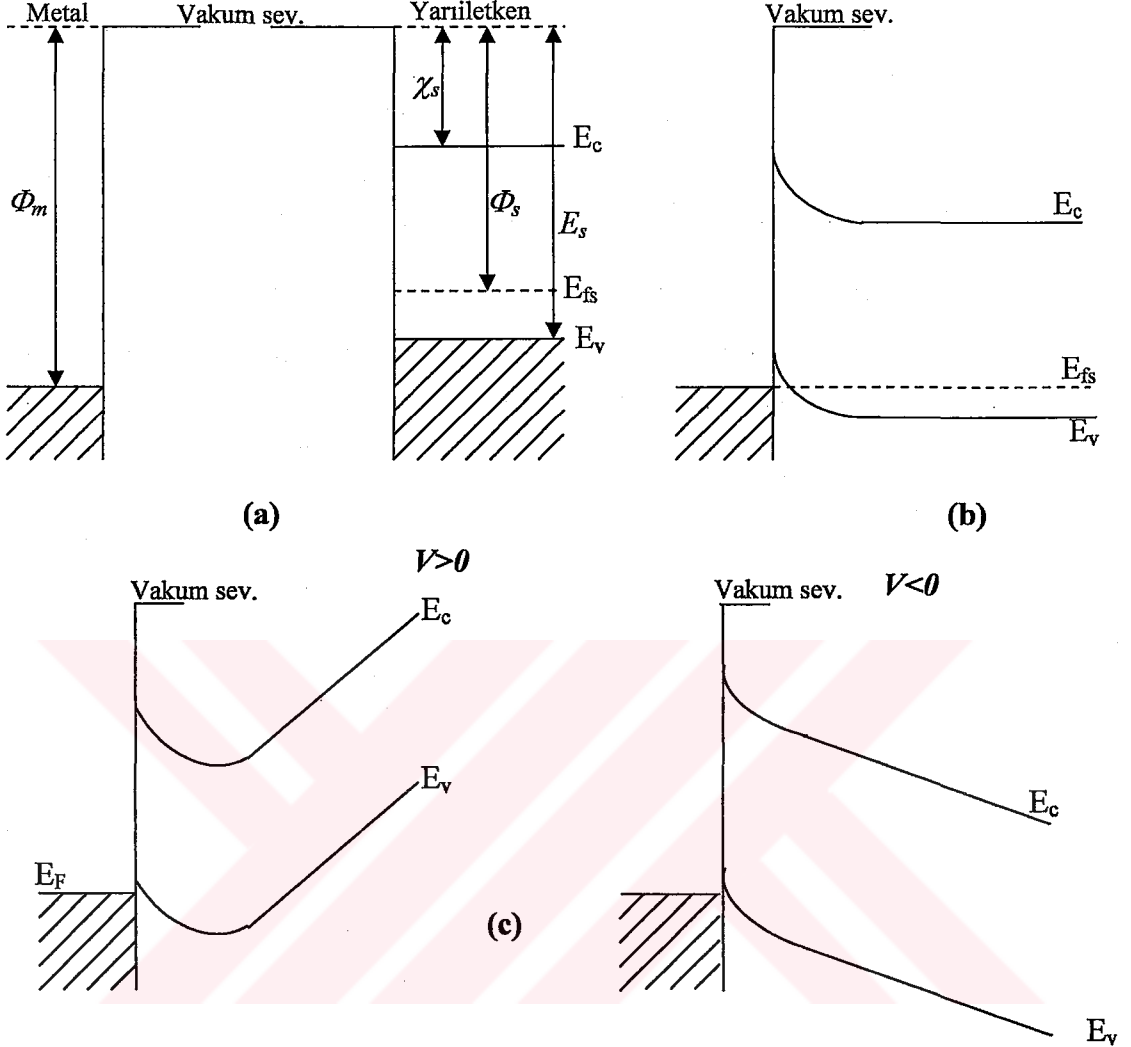 Metal Vakum sev. Yarıiletken
χs
Ec
Φm Φs Es
Efs
Ev
(a)
Vakum sev.
Ec
Efs
Ev
(b)
V>0
Vakum sev.
Ec
Ev
EF
(c)
V<0
Vakum sev.
Ec
Ev